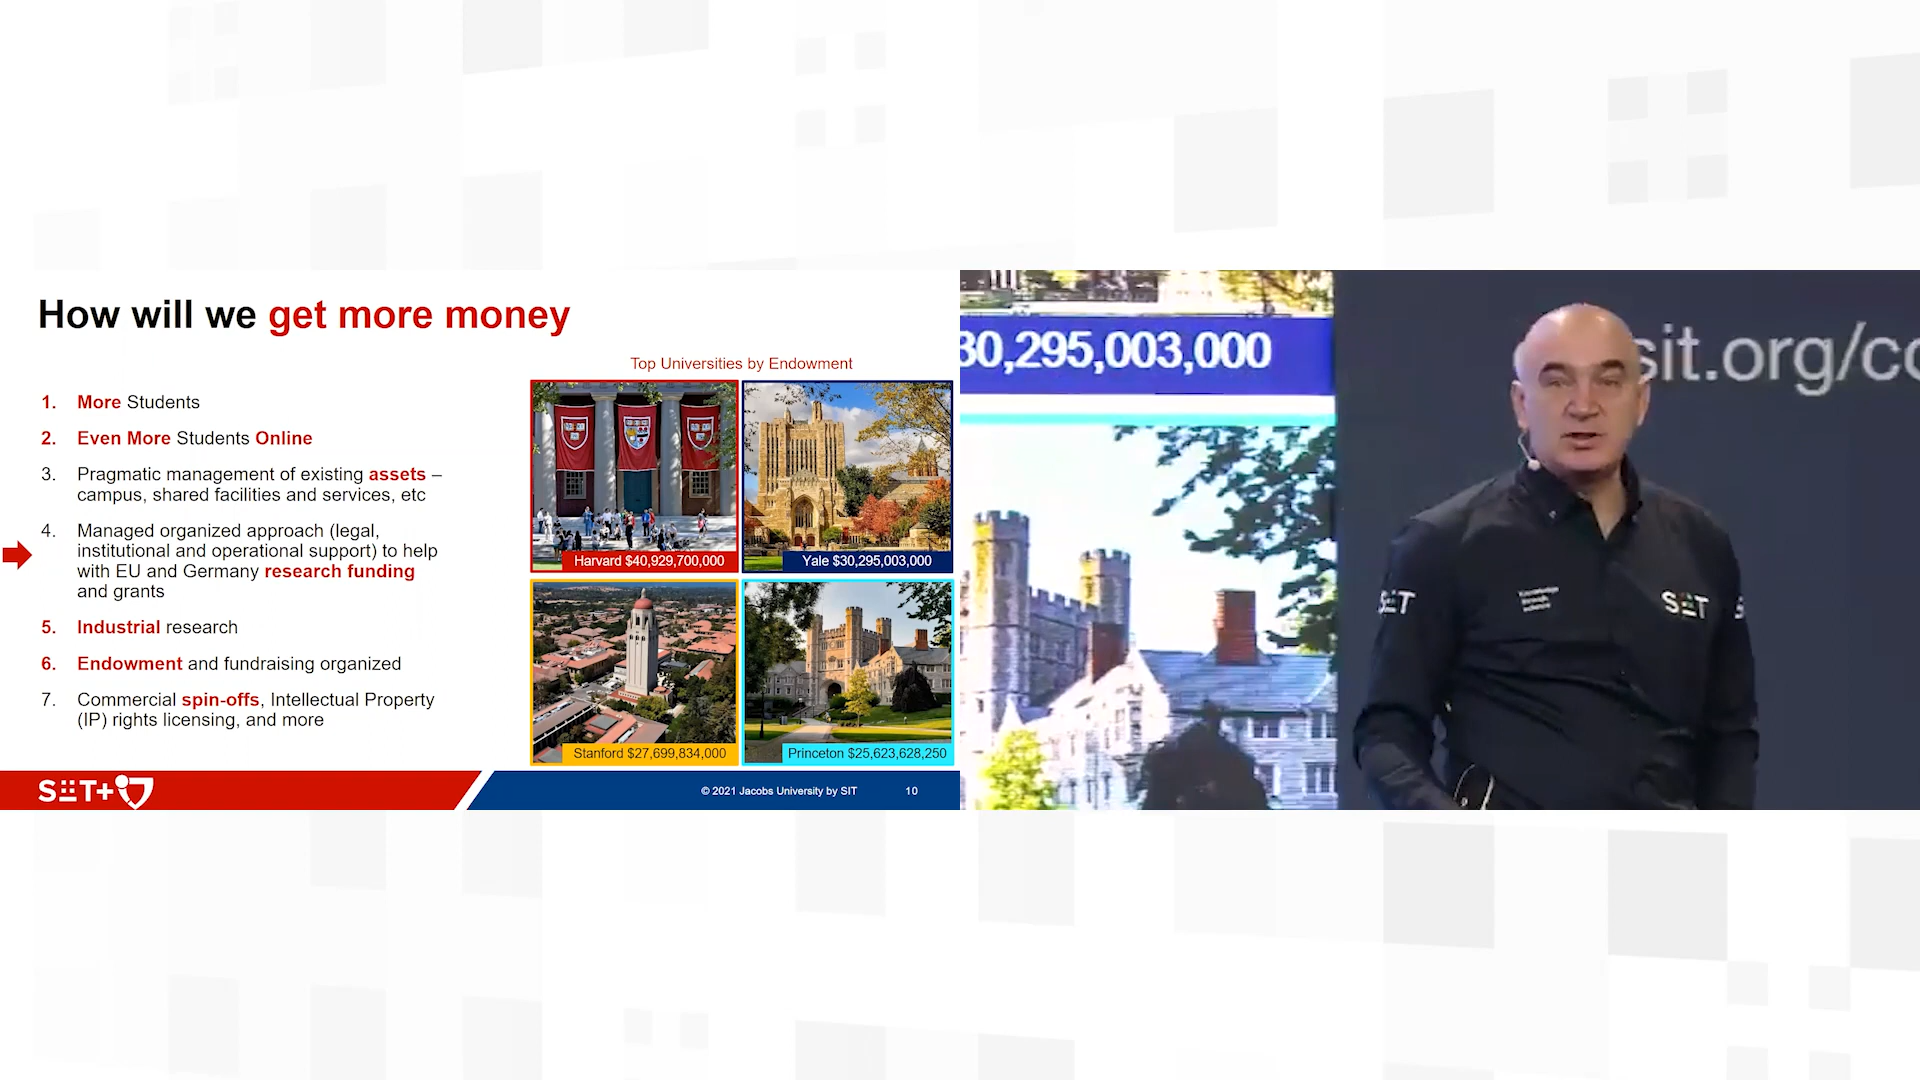 How will we get more money
Top Universities by Endowment
1. More Students
2. Even More Students Online
3. Pragmatic management of existing assets –
campus, shared facilities and services, etc
4. Managed organized approach (legal,
institutional and operational support) to help
with EU and Germany research funding
and grants
5. Industrial research
6. Endowment and fundraising organized
7. Commercial spin-offs, Intellectual Property
(IP) rights licensing, and more
Harvard $40,929,700,000
Yale $30,295,003,000
Stanford $27,699,834,000
Princeton $25,623,628,250
SIT+
© 2021 Jacobs University by SIT
10
30,295,003,000
sit.org/co
SIT
SIT